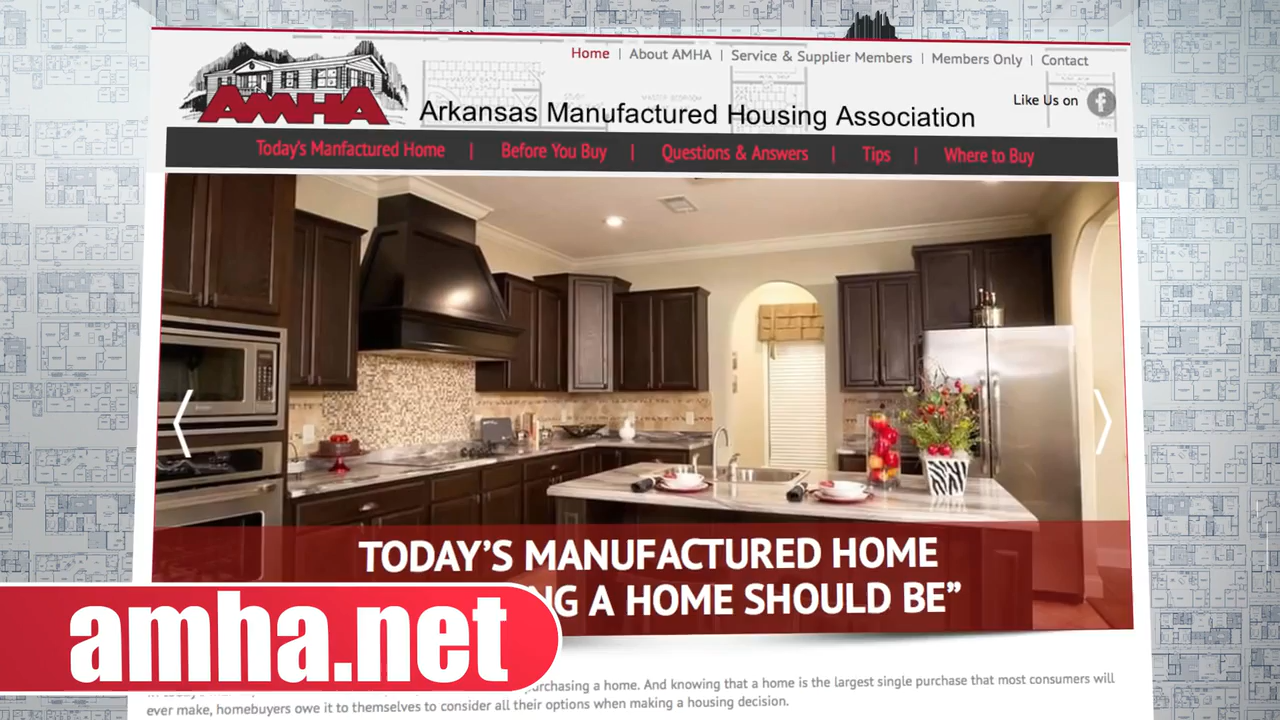 Home | About AMHA | Service & Supplier Members | Members Only | Contact
AMHA
Arkansas Manufactured Housing Association
Like Us on
Today's Manfactured Home | Before You Buy | Questions & Answers | Tips | Where to Buy
TODAY'S MANUFACTURED HOME
A HOME SHOULD BE”
amha.net
purchasing a home. And knowing that a home is the largest single purchase that most consumers will
ever make, homebuyers owe it to themselves to consider all their options when making a housing decision.